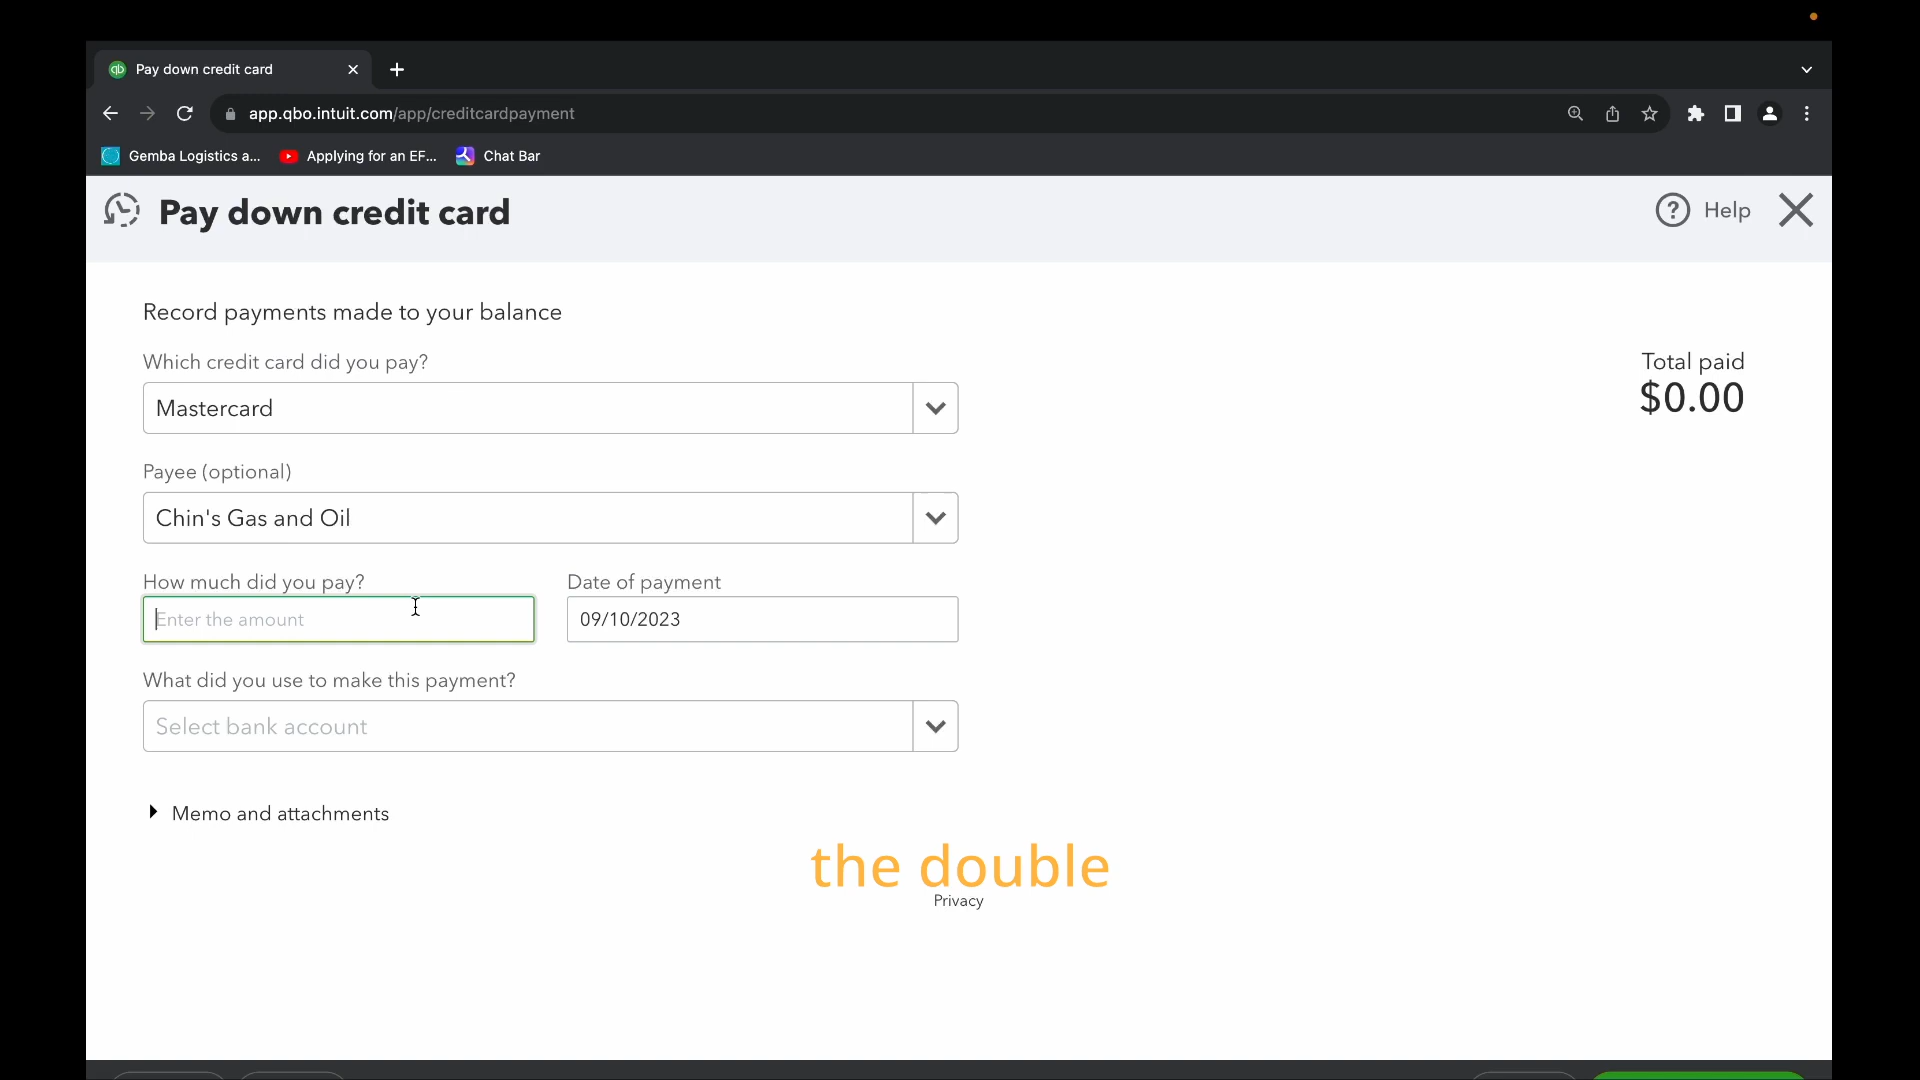 Pay down credit card
app.qbo.intuit.com/app/creditcardpayment
Gemba Logistics a... Applying for an EF... Chat Bar
Pay down credit card
? Help
Record payments made to your balance
Which credit card did you pay?
Mastercard
Total paid
$0.00
Payee (optional)
Chin's Gas and Oil
How much did you pay? Date of payment
Enter the amount 09/10/2023
What did you use to make this payment?
Select bank account
Memo and attachments
the double
Privacy